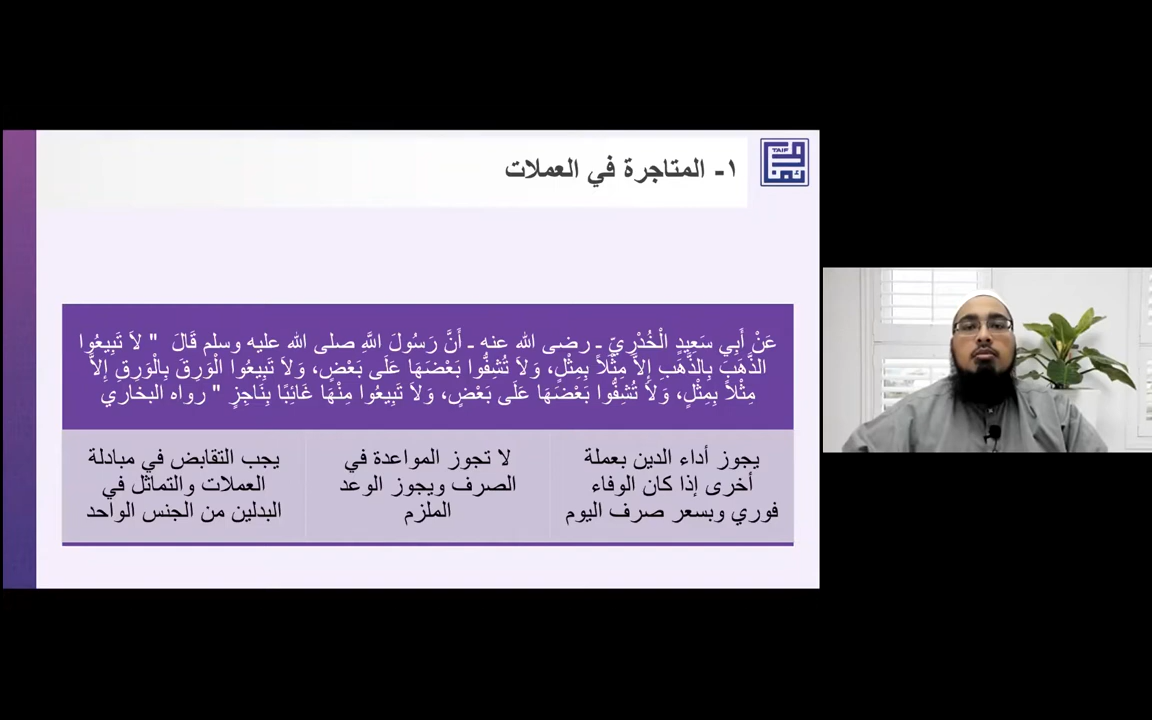 ١- المتاجرة في العملات
TAIF
عَنْ أَبِي سَعِيدٍ الْخُدْرِيِّ ـ رضى الله عنه ـ أَنَّ رَسُولَ اللَّهِ صلى الله عليه وسلم قَالَ " لاَ تَبِيعُوا
الذَّهَبَ بِالذَّهَبِ إِلاَّ مِثْلاً بِمِثْلٍ، وَلاَ تُشِفُّوا بَعْضَهَا عَلَى بَعْضٍ، وَلاَ تَبِيعُوا الْوَرِقَ بِالْوَرِقِ إِلاَّ
مِثْلاً بِمِثْلٍ، وَلاَ تُشِفُّوا بَعْضَهَا عَلَى بَعْضٍ، وَلاَ تَبِيعُوا مِنْهَا غَائِبًا بِنَاجِزٍ " رواه البخاري
يجوز أداء الدين بعملة
أخرى إذا كان الوفاء
فوري وبسعر صرف اليوم
لا تجوز المواعدة في
الصرف ويجوز الوعد
الملزم
يجب التقابض في مبادلة
العملات والتماثل في
البدلين من الجنس الواحد